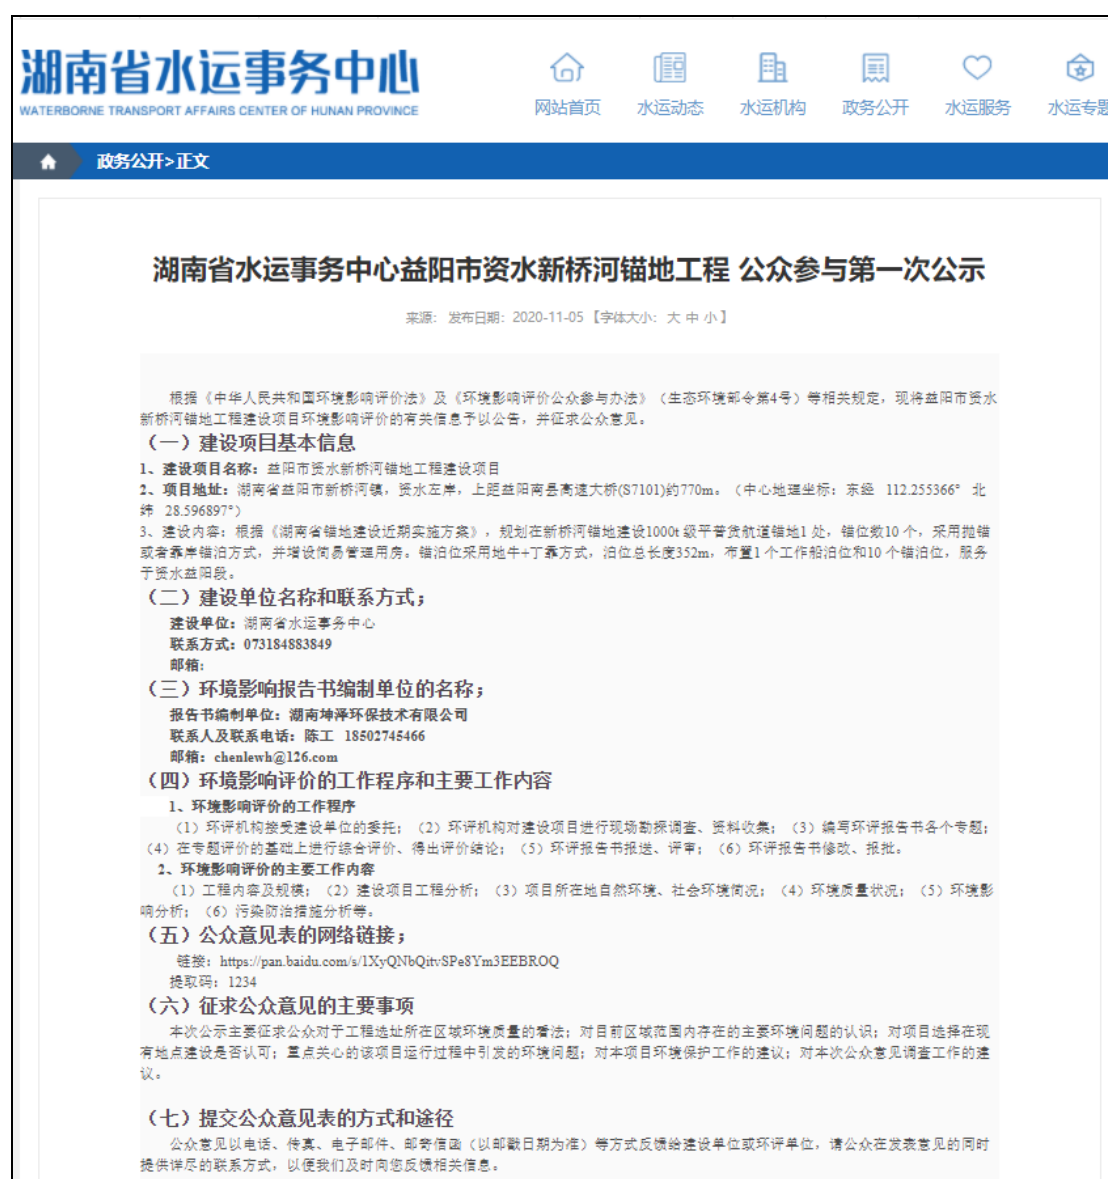 湖南省水运事务中心
WATERBORNE TRANSPORT AFFAIRS CENTER OF HUNAN PROVINCE
网站首页 水运动态 水运机构 政务公开 水运服务 水运专题
政务公开>正文
湖南省水运事务中心益阳市资水新桥河锚地工程 公众参与第一次公示
来源: 发布日期: 2020-11-05 【字体大小: 大 中 小】
根据《中华人民共和国环境影响评价法》及《环境影响评价公众参与办法》（生态环境部令第4号）等相关规定，现将益阳市资水
新桥河锚地工程建设项目环境影响评价的有关信息予以公告，并征求公众意见。
（一）建设项目基本信息
1、建设项目名称：益阳市资水新桥河锚地工程建设项目
2、项目地址：湖南省益阳市新桥河镇，资水左岸，上距益阳南县高速大桥(S7101)约770m。（中心地理坐标：东经 112.255366° 北
纬 28.596897°）
3、建设内容：根据《湖南省锚地建设近期实施方案》，规划在新桥河锚地建设1000t 级平普货航道锚地1 处，锚位数10 个，采用抛锚
或者靠岸锚泊方式，并增设简易管理用房。锚泊位采用地牛+丁靠方式，泊位总长度352m，布置1 个工作船泊位和10 个锚泊位，服务
于资水益阳段。
（二）建设单位名称和联系方式；
建设单位：湖南省水运事务中心
联系方式：073184883849
邮箱：
（三）环境影响报告书编制单位的名称；
报告书编制单位：湖南坤泽环保技术有限公司
联系人及联系电话：陈工 18502745466
邮箱：chenlewh@126.com
（四）环境影响评价的工作程序和主要工作内容
1、环境影响评价的工作程序
（1）环评机构接受建设单位的委托；（2）环评机构对建设项目进行现场勘探调查、资料收集；（3）编写环评报告书各个专题；
（4）在专题评价的基础上进行综合评价、得出评价结论；（5）环评报告书报送、评审；（6）环评报告书修改、报批。
2、环境影响评价的主要工作内容
（1）工程内容及规模；（2）建设项目工程分析；（3）项目所在地自然环境、社会环境简况；（4）环境质量状况；（5）环境影
响分析；（6）污染防治措施分析等。
（五）公众意见表的网络链接；
链接：https://pan.baidu.com/s/1XyQNbQitvSPe8Ym3EEBROQ
提取码：1234
（六）征求公众意见的主要事项
本次公示主要征求公众对于工程选址所在区域环境质量的看法；对目前区域范围内存在的主要环境问题的认识；对项目选择在现
有地点建设是否认可；重点关心的该项目运行过程中引发的环境问题；对本项目环境保护工作的建议；对本次公众意见调查工作的建
议。
（七）提交公众意见表的方式和途径
公众意见以电话、传真、电子邮件、邮寄信函（以邮戳日期为准）等方式反馈给建设单位或环评单位，请公众在发表意见的同时
提供详尽的联系方式，以便我们及时向您反馈相关信息。